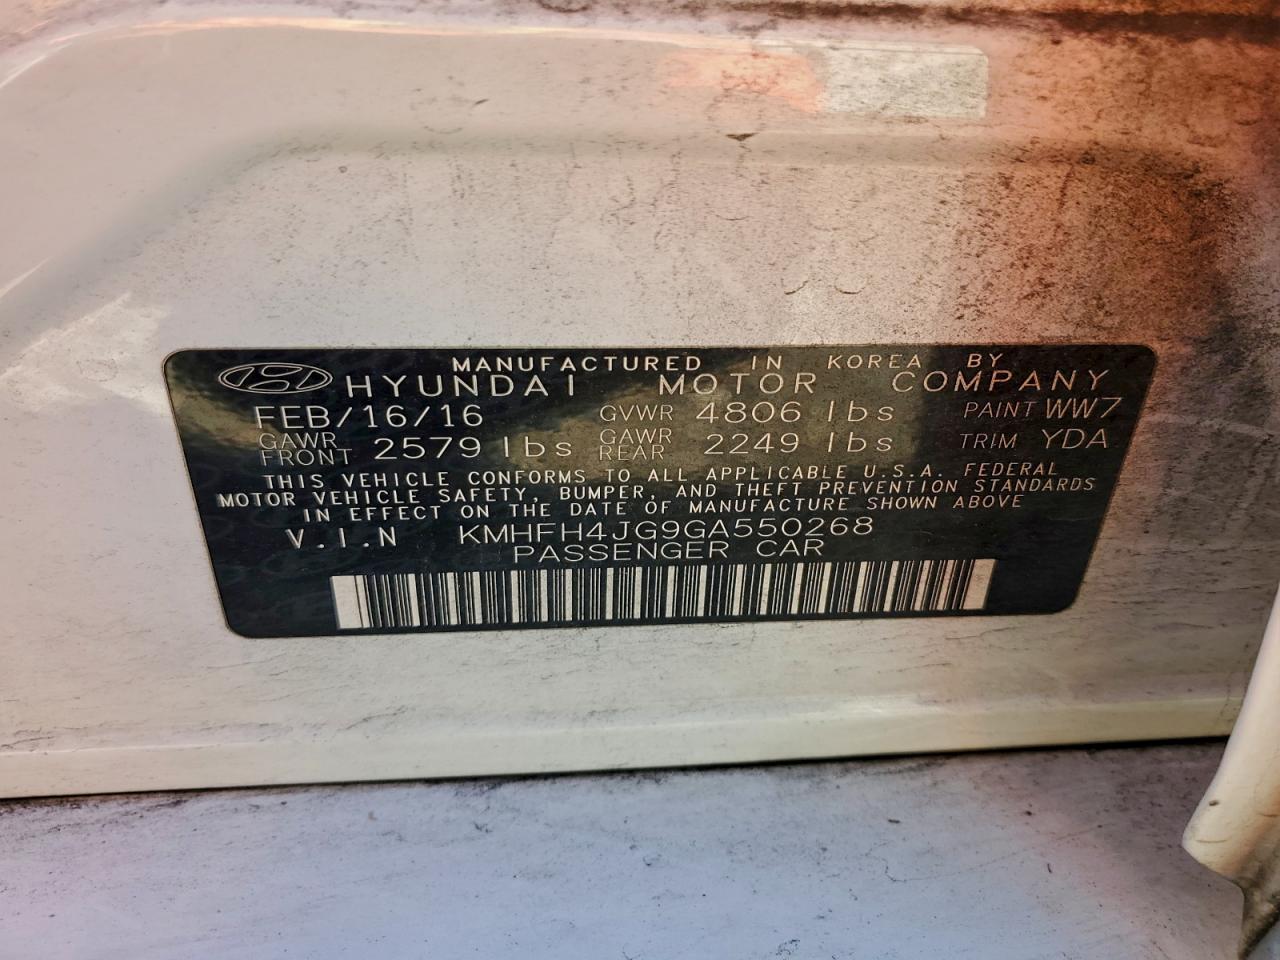 MANUFACTURED IN KOREA BY
HYUNDAI MOTOR COMPANY
FEB/16/16 GVWR 4806 lbs PAINT WW7
GAWR FRONT 2579 lbs GAWR REAR 2249 lbs TRIM YDA
THIS VEHICLE CONFORMS TO ALL APPLICABLE U.S.A. FEDERAL
MOTOR VEHICLE SAFETY, BUMPER, AND THEFT PREVENTION STANDARDS
IN EFFECT ON THE DATE OF MANUFACTURE SHOWN ABOVE
V.I.N KMHFH4JG9GA550268
PASSENGER CAR